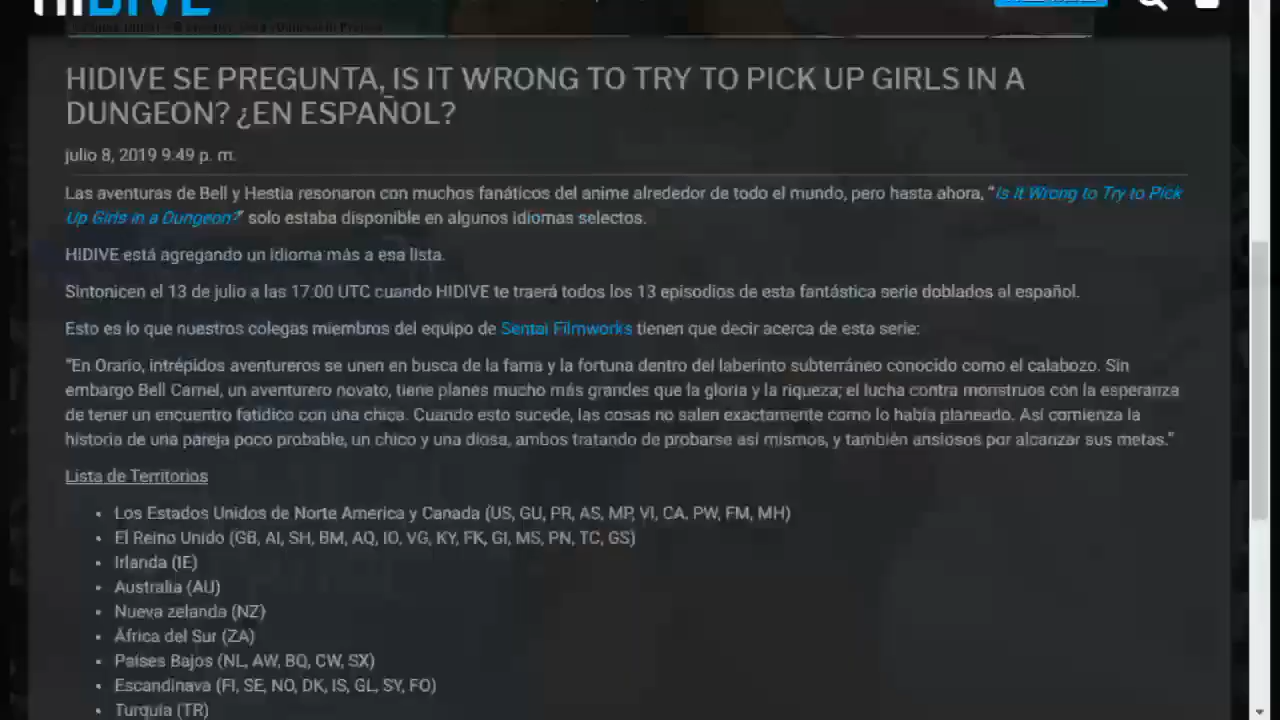 HIDIVE
HIDIVE SE PREGUNTA, IS IT WRONG TO TRY TO PICK UP GIRLS IN A
DUNGEON? ¿EN ESPAÑOL?
julio 8, 2019 9:49 p. m.
Las aventuras de Bell y Hestia resonaron con muchos fanáticos del anime alrededor de todo el mundo, pero hasta ahora, "Is It Wrong to Try to Pick
Up Girls in a Dungeon?" solo estaba disponible en algunos idiomas selectos.
HIDIVE está agregando un idioma más a esa lista.
Sintonicen el 13 de julio a las 17:00 UTC cuando HIDIVE te traerá todos los 13 episodios de esta fantástica serie doblados al español.
Esto es lo que nuestros colegas miembros del equipo de Sentai Filmworks tienen que decir acerca de esta serie:
"En Orario, intrépidos aventureros se unen en busca de la fama y la fortuna dentro del laberinto subterráneo conocido como el calabozo. Sin
embargo Bell Carnel, un aventurero novato, tiene planes mucho más grandes que la gloria y la riqueza; el lucha contra monstruos con la esperanza
de tener un encuentro fatídico con una chica. Cuando esto sucede, las cosas no salen exactamente como lo había planeado. Así comienza la
historia de una pareja poco probable, un chico y una diosa, ambos tratando de probarse así mismos, y también ansiosos por alcanzar sus metas."
Lista de Territorios
• Los Estados Unidos de Norte America y Canada (US, GU, PR, AS, MP, VI, CA, PW, FM, MH)
• El Reino Unido (GB, AI, SH, BM, AQ, IO, VG, KY, FK, GI, MS, PN, TC, GS)
• Irlanda (IE)
• Australia (AU)
• Nueva zelanda (NZ)
• África del Sur (ZA)
• Países Bajos (NL, AW, BQ, CW, SX)
• Escandinava (FI, SE, NO, DK, IS, GL, SY, FO)
• Turquía (TR)